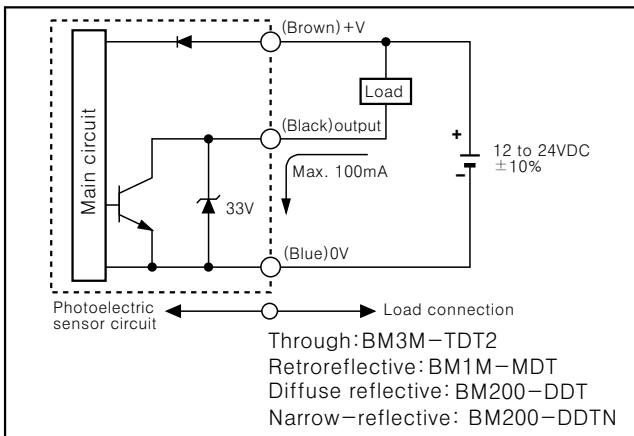 (Brown)+V
Load
(Black)output
Main circuit
Max. 100mA
33V
+
12 to 24VDC
±10%
-
(Blue)0V
Photoelectric
sensor circuit
Load connection
Through:BM3M-TDT2
Retroreflective:BM1M-MDT
Diffuse reflective:BM200-DDT
Narrow-reflective: BM200-DDTN